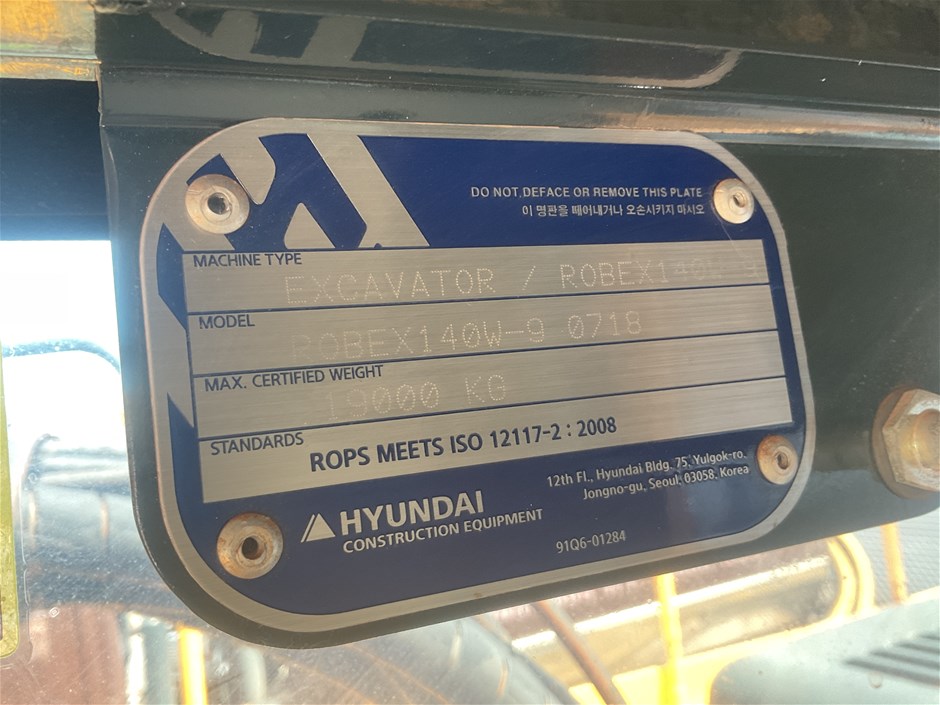 DO NOT DEFACE OR REMOVE THIS PLATE
이 명판을 떼어내거나 오손시키지 마시오
MACHINE TYPE
EXCAVATOR / ROBEX140W-9
MODEL
ROBEX140W-9 0718
MAX. CERTIFIED WEIGHT
19000 KG
STANDARDS
ROPS MEETS ISO 12117-2 : 2008
HYUNDAI
CONSTRUCTION EQUIPMENT
12th Fl., Hyundai Bldg. 75, Yulgok-ro.
Jongno-gu, Seoul, 03058, Korea
91Q6-01284